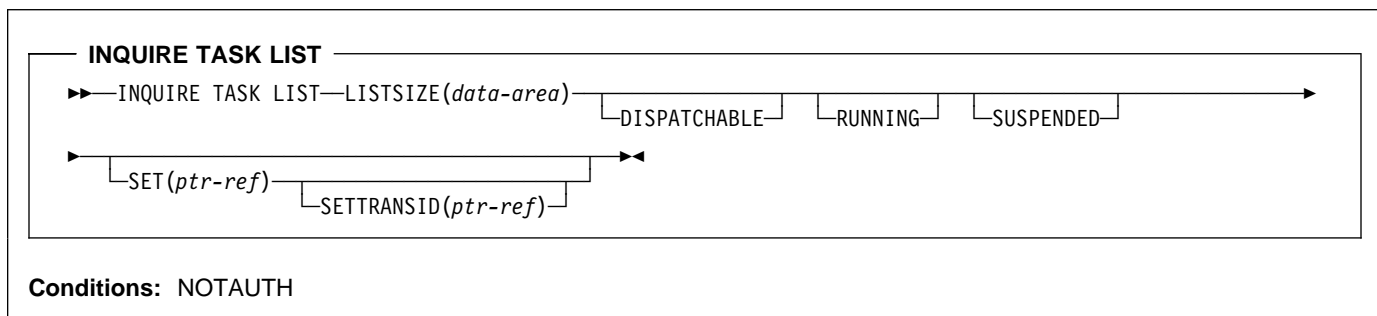 INQUIRE TASK LIST
INQUIRE TASK LIST LISTSIZE(data-area)
DISPATCHABLE RUNNING SUSPENDED
SET(ptr-ref)
SETTRANSID(ptr-ref)
Conditions: NOTAUTH